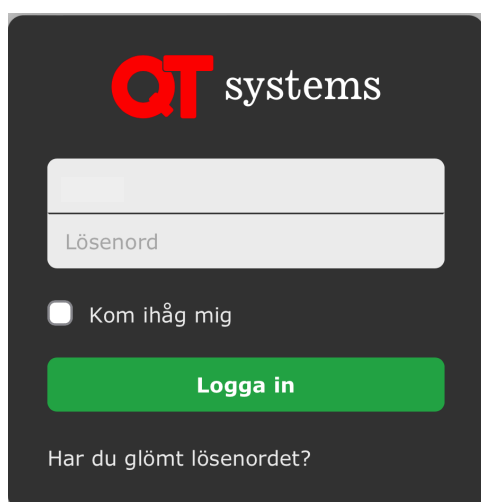 QT systems
Lösenord
Kom ihåg mig
Logga in
Har du glömt lösenordet?